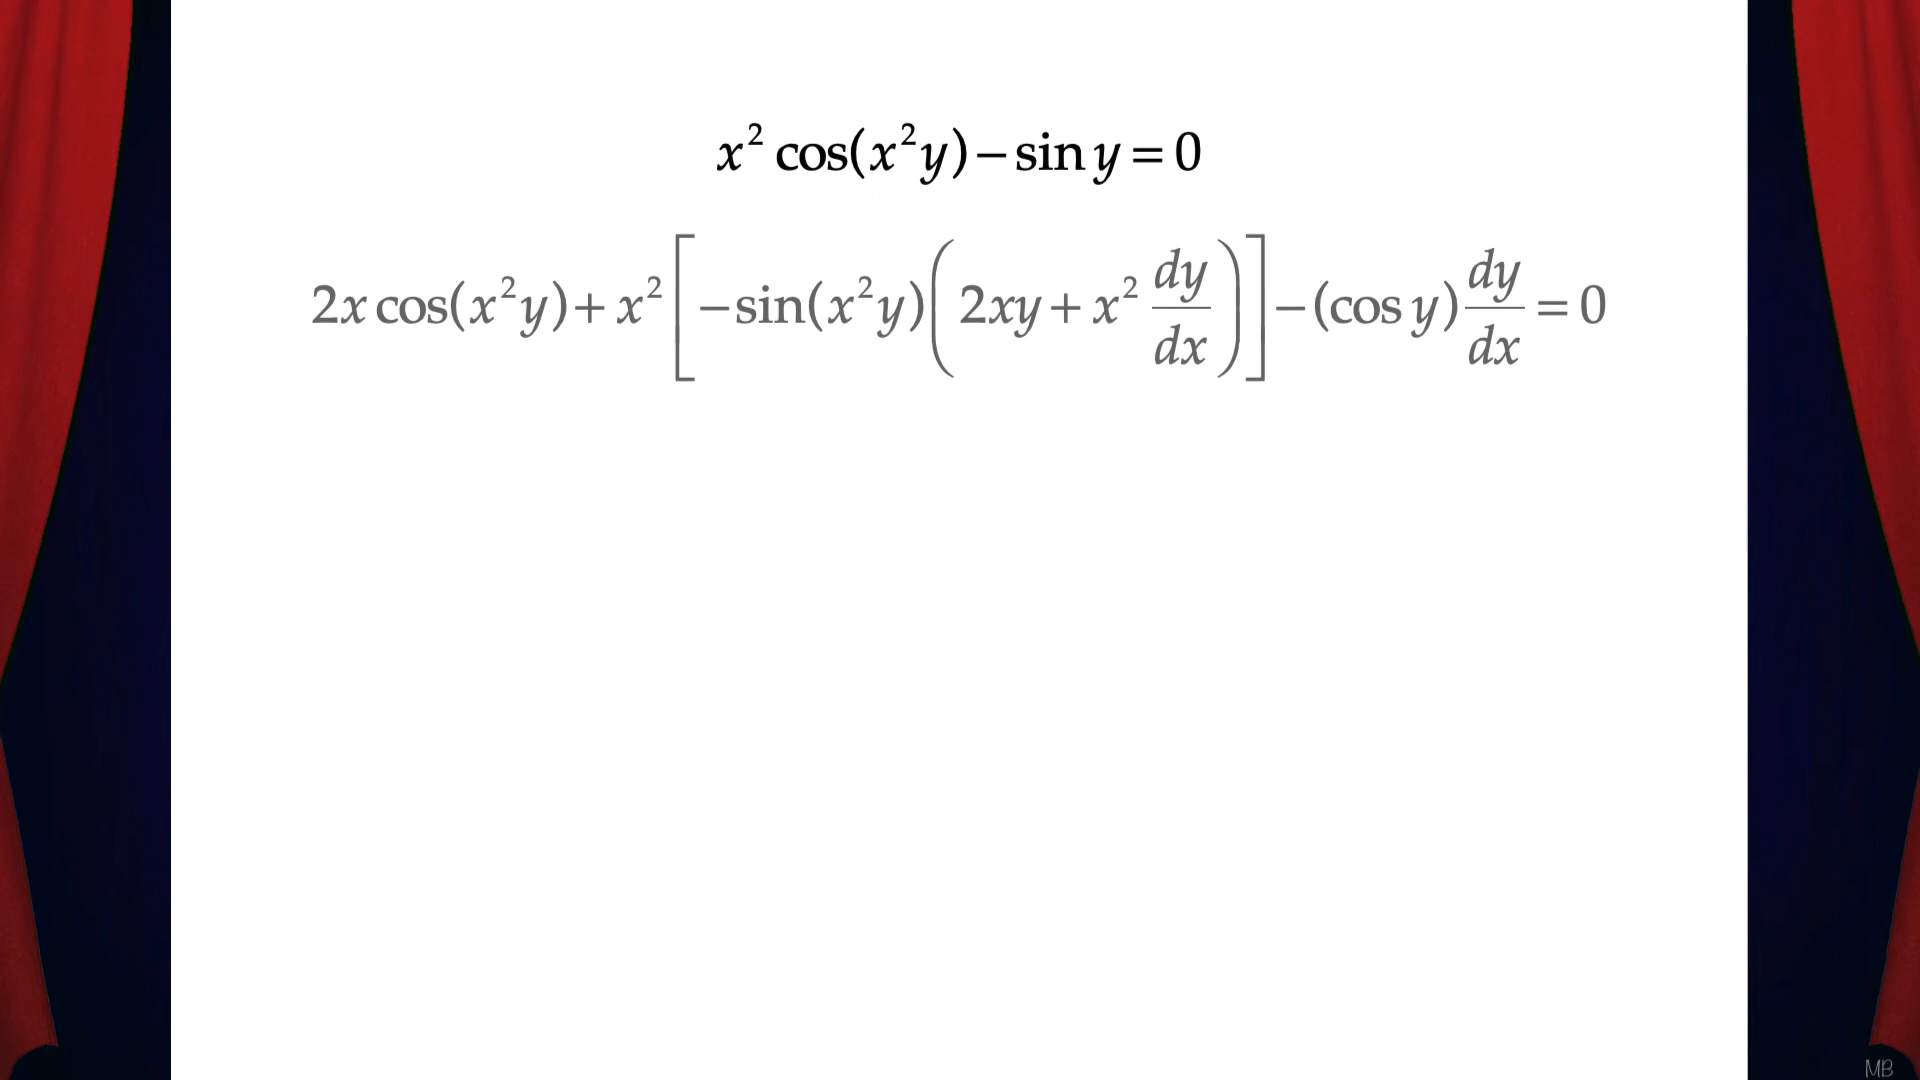 x² cos(x²y) − sin y = 0
2x cos(x²y) + x² [ −sin(x²y) ( 2xy + x² dy/dx ) ] − (cos y) dy/dx = 0
MB